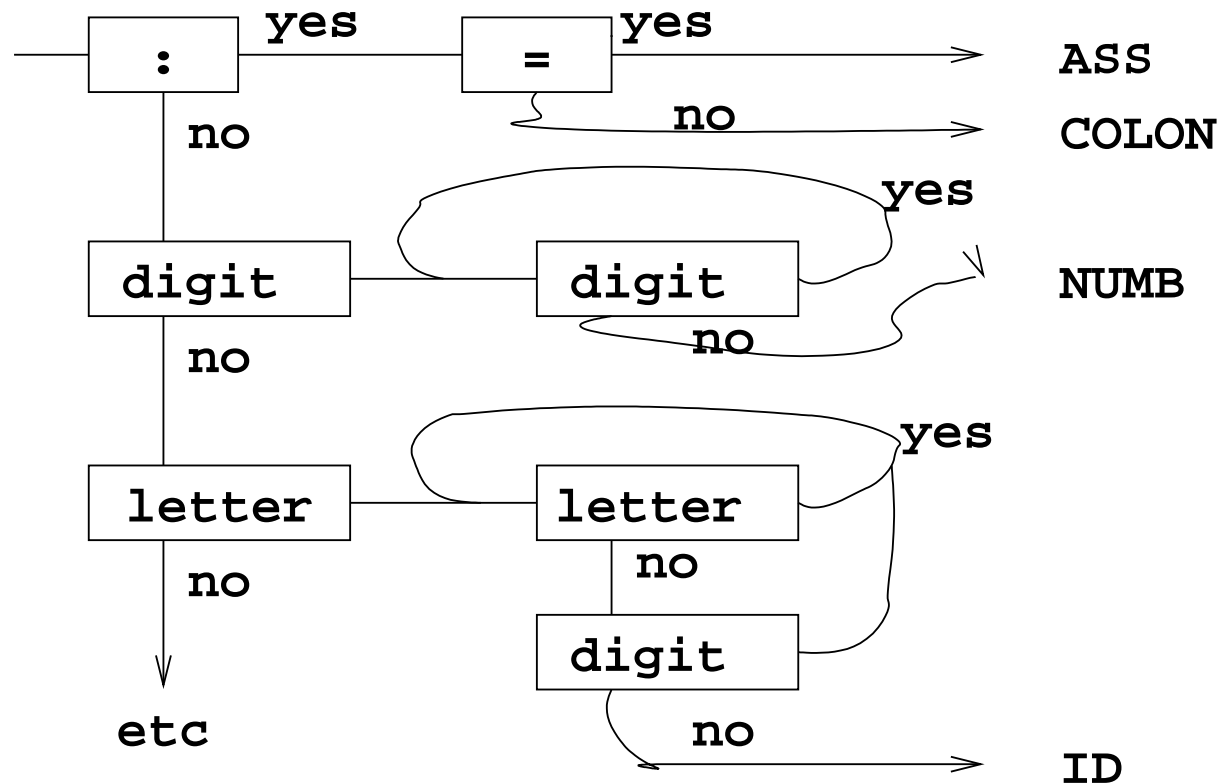 yes yes
: = ASS
no no COLON
yes
digit digit NUMB
no no
yes
letter letter
no no
digit
etc no
ID